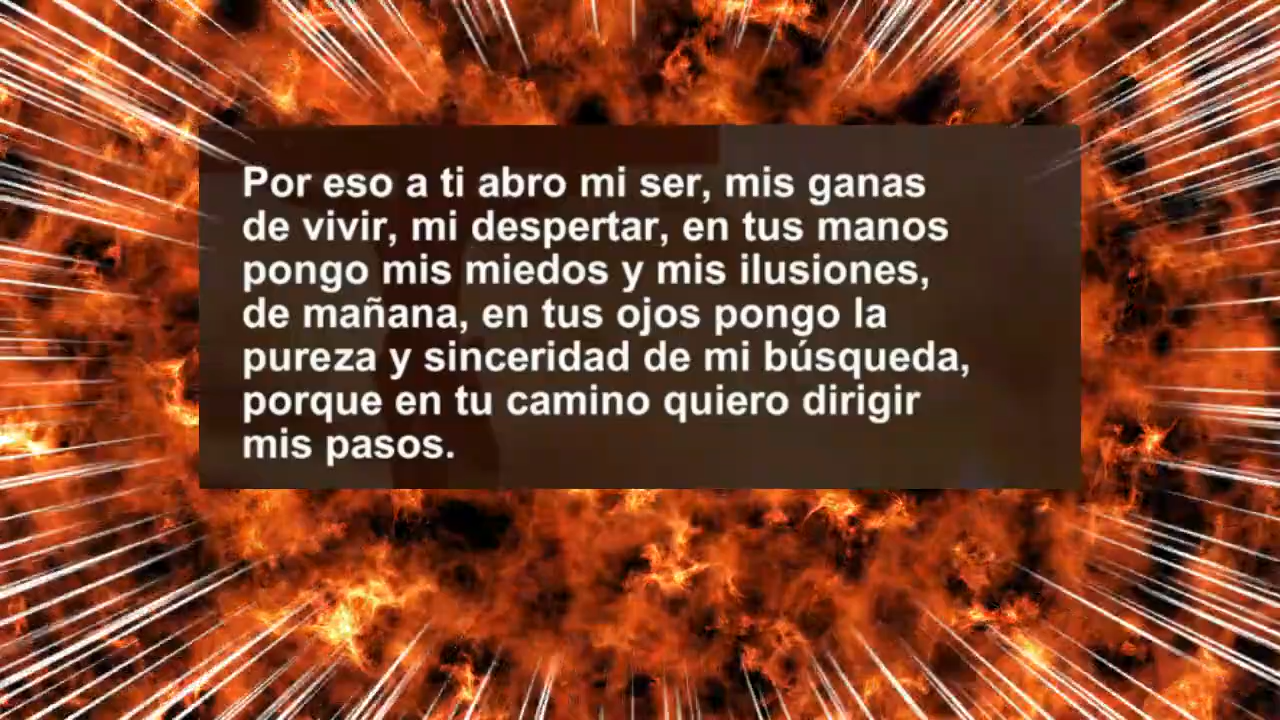 Por eso a ti abro mi ser, mis ganas
de vivir, mi despertar, en tus manos
pongo mis miedos y mis ilusiones,
de mañana, en tus ojos pongo la
pureza y sinceridad de mi búsqueda,
porque en tu camino quiero dirigir
mis pasos.